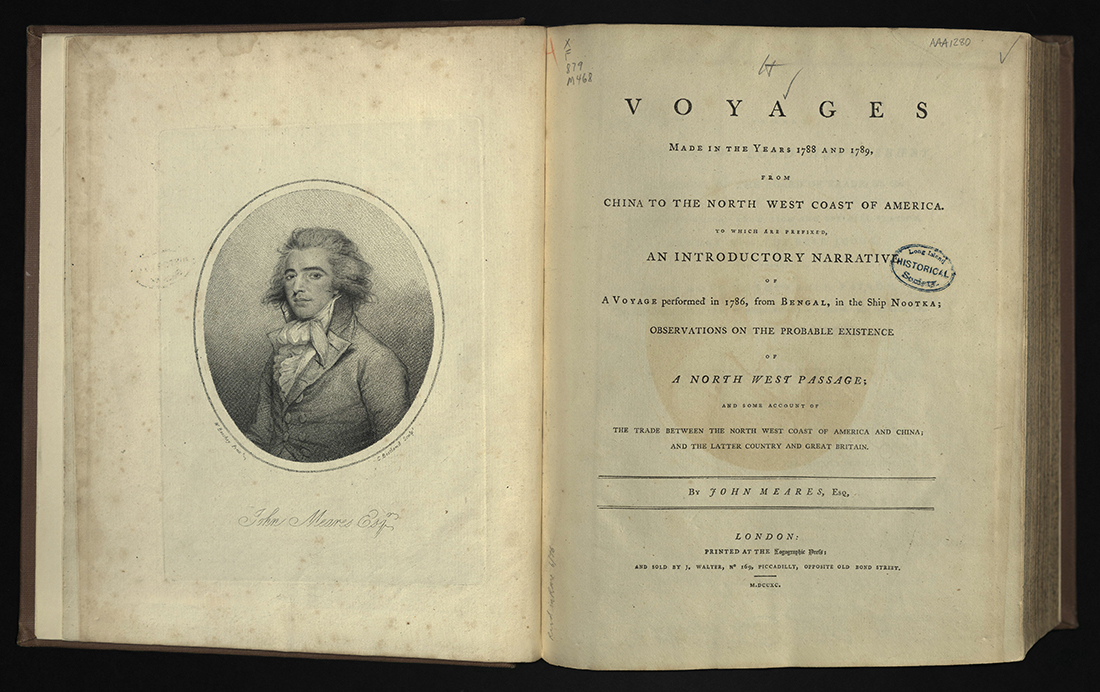 W Beechey Pinxt
C Bestland Sculp
John Meares Esqr.
X
F
879
M468
H
AAA1280
VOYAGES
MADE IN THE YEARS 1788 AND 1789,
FROM
CHINA TO THE NORTH WEST COAST OF AMERICA.
TO WHICH ARE PREFIXED,
AN INTRODUCTORY NARRATIVE
OF
A VOYAGE performed in 1786, from BENGAL, in the Ship NOOTKA;
OBSERVATIONS ON THE PROBABLE EXISTENCE
OF
A NORTH WEST PASSAGE;
AND SOME ACCOUNT OF
THE TRADE BETWEEN THE NORTH WEST COAST OF AMERICA AND CHINA;
AND THE LATTER COUNTRY AND GREAT BRITAIN.
Long Island
HISTORICAL
Society.
BY JOHN MEARES, ESQ,
LONDON:
PRINTED AT THE Logographic Press;
AND SOLD BY J. WALTER, No 169, PICCADILLY, OPPOSITE OLD BOND STREET.
M.DCCXC.